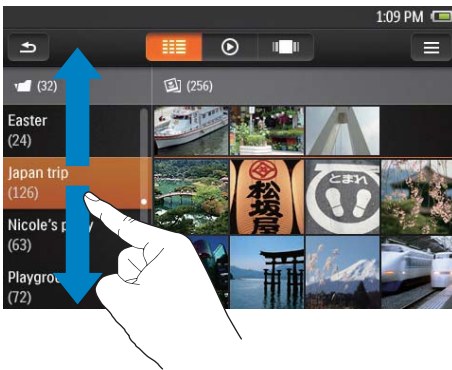 1:09 PM
(32)
(256)
Easter
(24)
Japan trip
(126)
Nicole's
(63)
(72)
松坂屋
とまれ